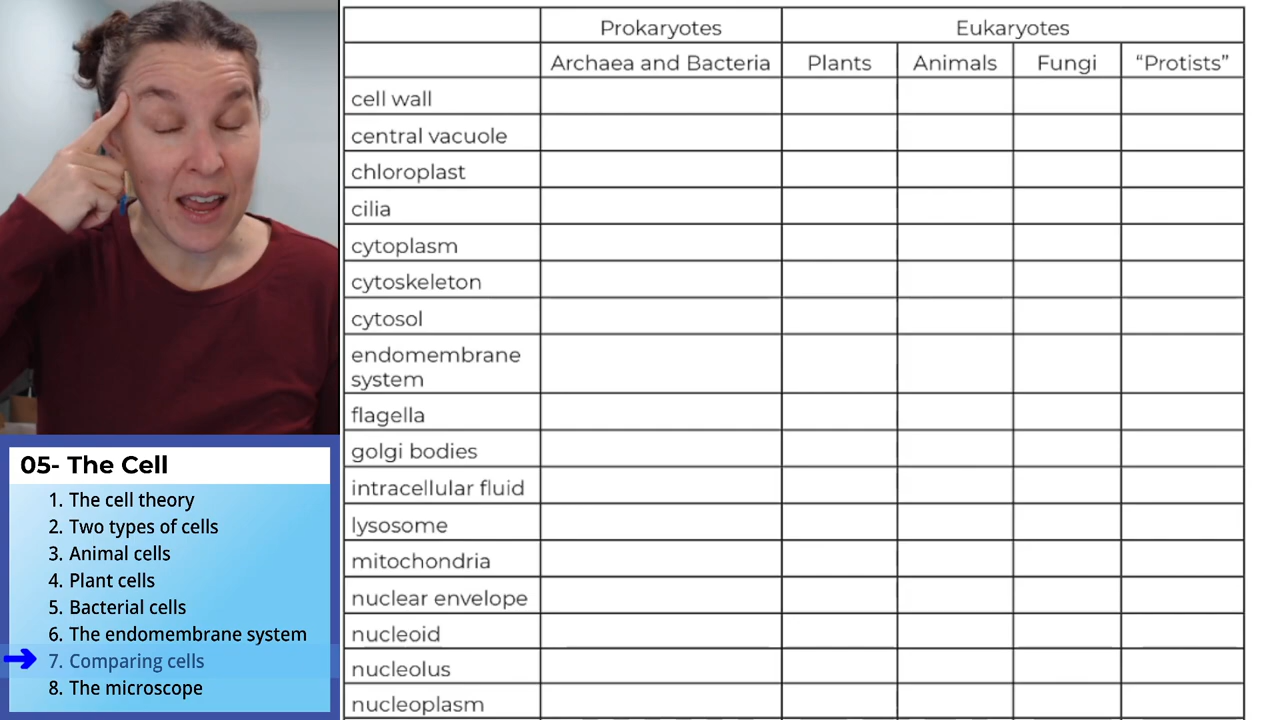 Prokaryotes Eukaryotes
Archaea and Bacteria Plants Animals Fungi “Protists”
cell wall
central vacuole
chloroplast
cilia
cytoplasm
cytoskeleton
cytosol
endomembrane
system
flagella
golgi bodies
intracellular fluid
lysosome
mitochondria
nuclear envelope
nucleoid
nucleolus
nucleoplasm
05- The Cell
1. The cell theory
2. Two types of cells
3. Animal cells
4. Plant cells
5. Bacterial cells
6. The endomembrane system
7. Comparing cells
8. The microscope